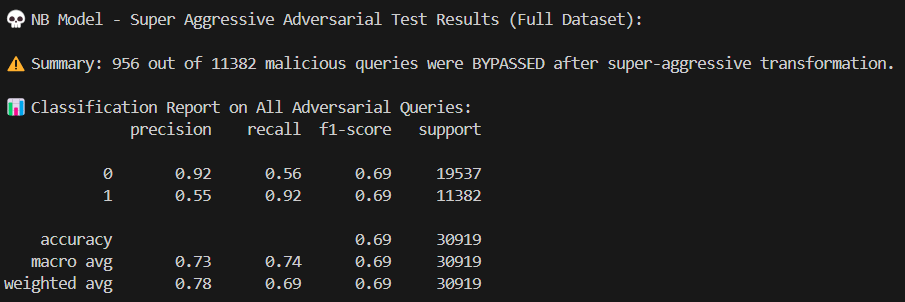 💀 NB Model - Super Aggressive Adversarial Test Results (Full Dataset):
⚠️ Summary: 956 out of 11382 malicious queries were BYPASSED after super-aggressive transformation.
📊 Classification Report on All Adversarial Queries:
precision recall f1-score support
0 0.92 0.56 0.69 19537
1 0.55 0.92 0.69 11382
accuracy 0.69 30919
macro avg 0.73 0.74 0.69 30919
weighted avg 0.78 0.69 0.69 30919